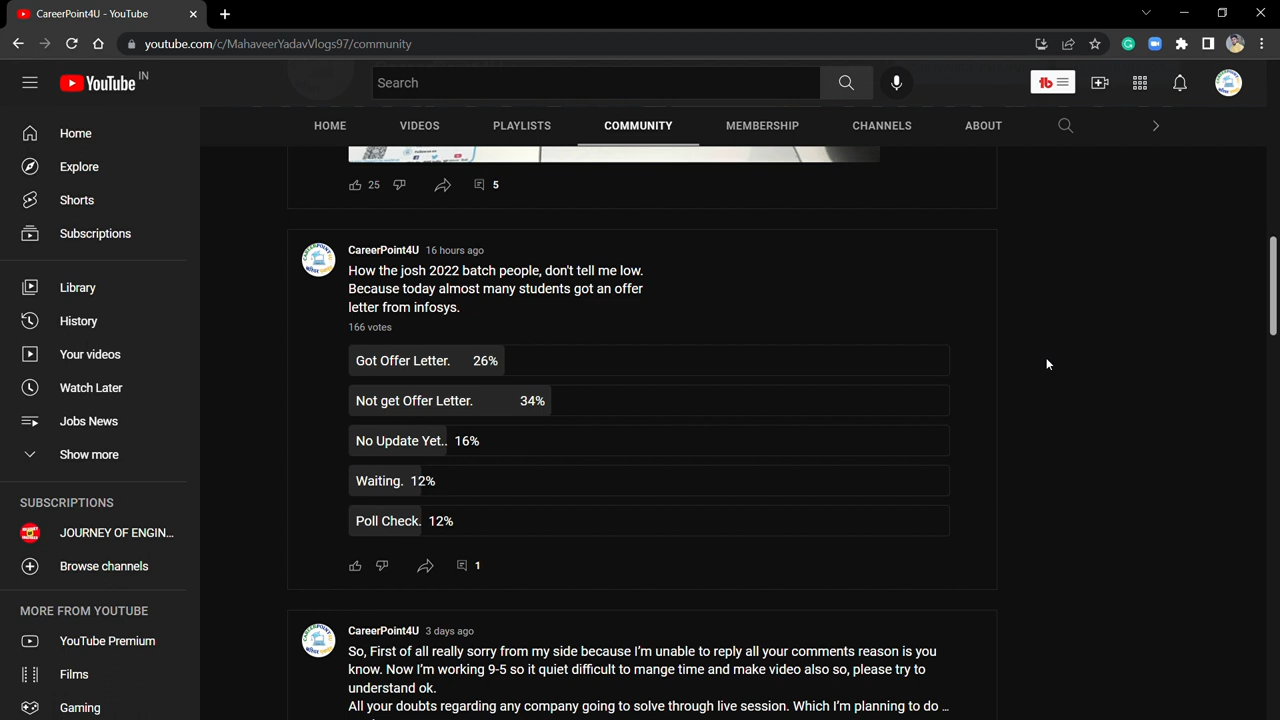 CareerPoint4U - YouTube
youtube.com/c/MahaveerYadavVlogs97/community
YouTube IN
Search
HOME
VIDEOS
PLAYLISTS
COMMUNITY
MEMBERSHIP
CHANNELS
ABOUT
Home
Explore
Shorts
Subscriptions
Library
History
Your videos
Watch Later
Jobs News
Show more
SUBSCRIPTIONS
JOURNEY OF ENGIN...
Browse channels
MORE FROM YOUTUBE
YouTube Premium
Films
Gaming
25
5
CareerPoint4U 16 hours ago
How the josh 2022 batch people, don't tell me low.
Because today almost many students got an offer
letter from infosys.
166 votes
Got Offer Letter. 26%
Not get Offer Letter. 34%
No Update Yet.. 16%
Waiting. 12%
Poll Check. 12%
1
CareerPoint4U 3 days ago
So, First of all really sorry from my side because I'm unable to reply all your comments reason is you
know. Now I'm working 9-5 so it quiet difficult to mange time and make video also so, please try to
understand ok.
All your doubts regarding any company going to solve through live session. Which I'm planning to do ...